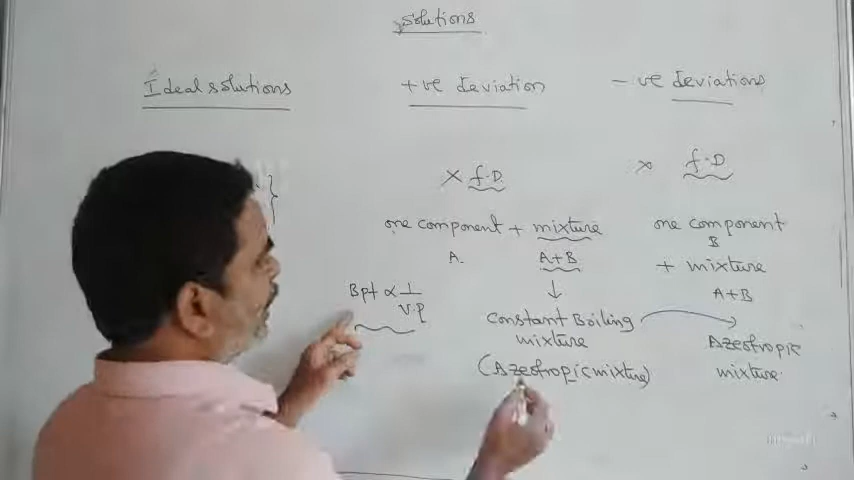 Solutions
Ideal solutions
+ve deviation
-ve deviations
× f.D.
× f.D
one component + mixture
A. A+B
one component
B
+ mixture
A+B
Bpt ∝ 1/V.P
↓
Constant Boiling
mixture
(Azeotropic mixture)
Azeotropic
mixture